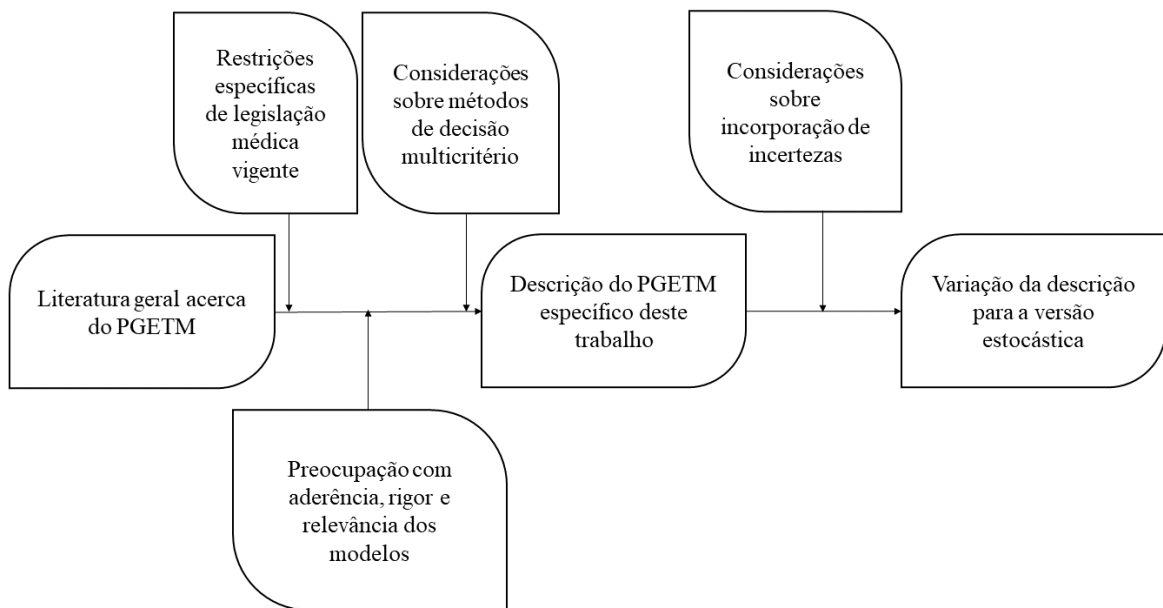 Restrições
específicas
de legislação
médica
vigente
Considerações
sobre métodos
de decisão
multicritério
Considerações
sobre
incorporação de
incertezas
Literatura geral acerca
do PGETM
Descrição do PGETM
específico deste
trabalho
Variação da descrição
para a versão
estocástica
Preocupação com
aderência, rigor e
relevância dos
modelos